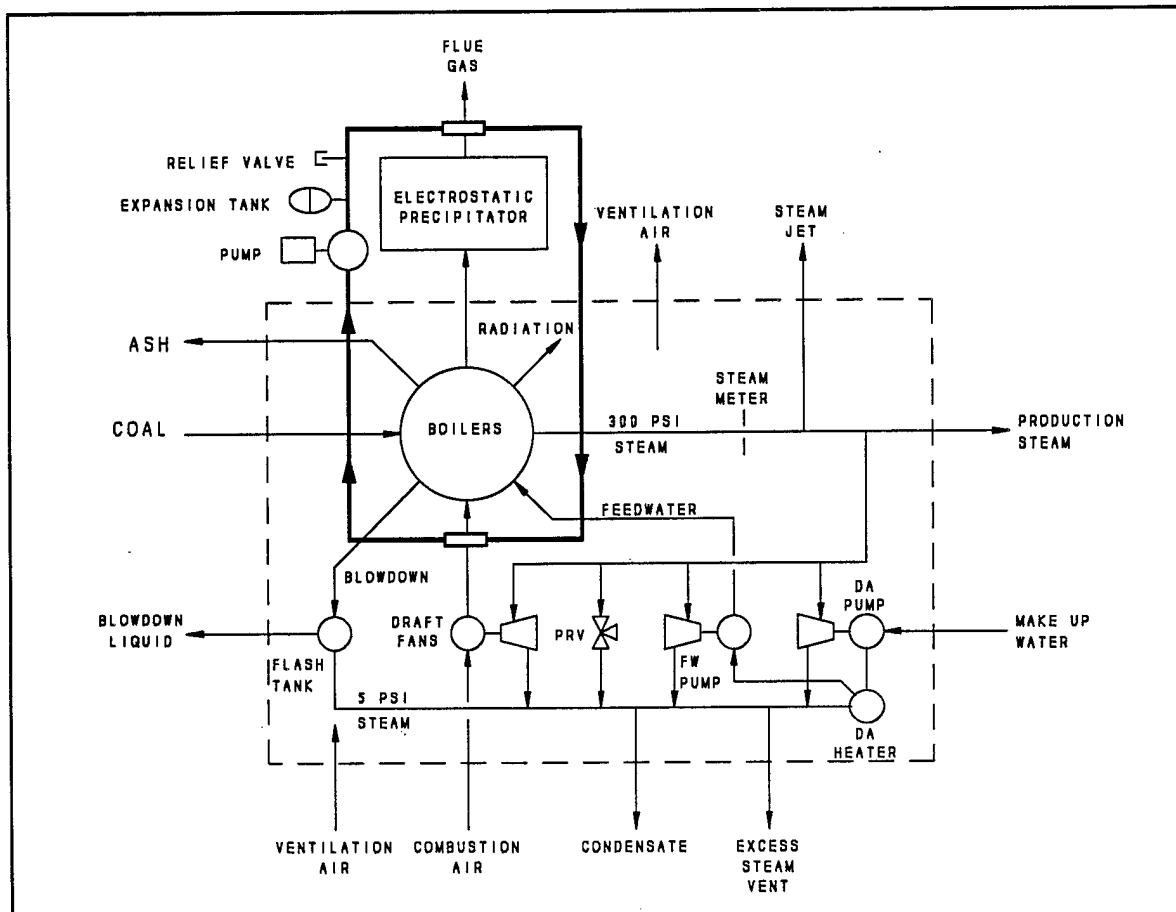 FLUE
GAS
RELIEF VALVE
EXPANSION TANK
PUMP
ELECTROSTATIC
PRECIPITATOR
VENTILATION
AIR
STEAM
JET
ASH
RADIATION
COAL
BOILERS
STEAM
METER
300 PSI
STEAM
PRODUCTION
STEAM
FEEDWATER
BLOWDOWN
BLOWDOWN
LIQUID
FLASH
TANK
DRAFT
FANS
PRV
FW
PUMP
DA
PUMP
MAKE UP
WATER
5 PSI
STEAM
DA
HEATER
VENTILATION
AIR
COMBUSTION
AIR
CONDENSATE
EXCESS
STEAM
VENT